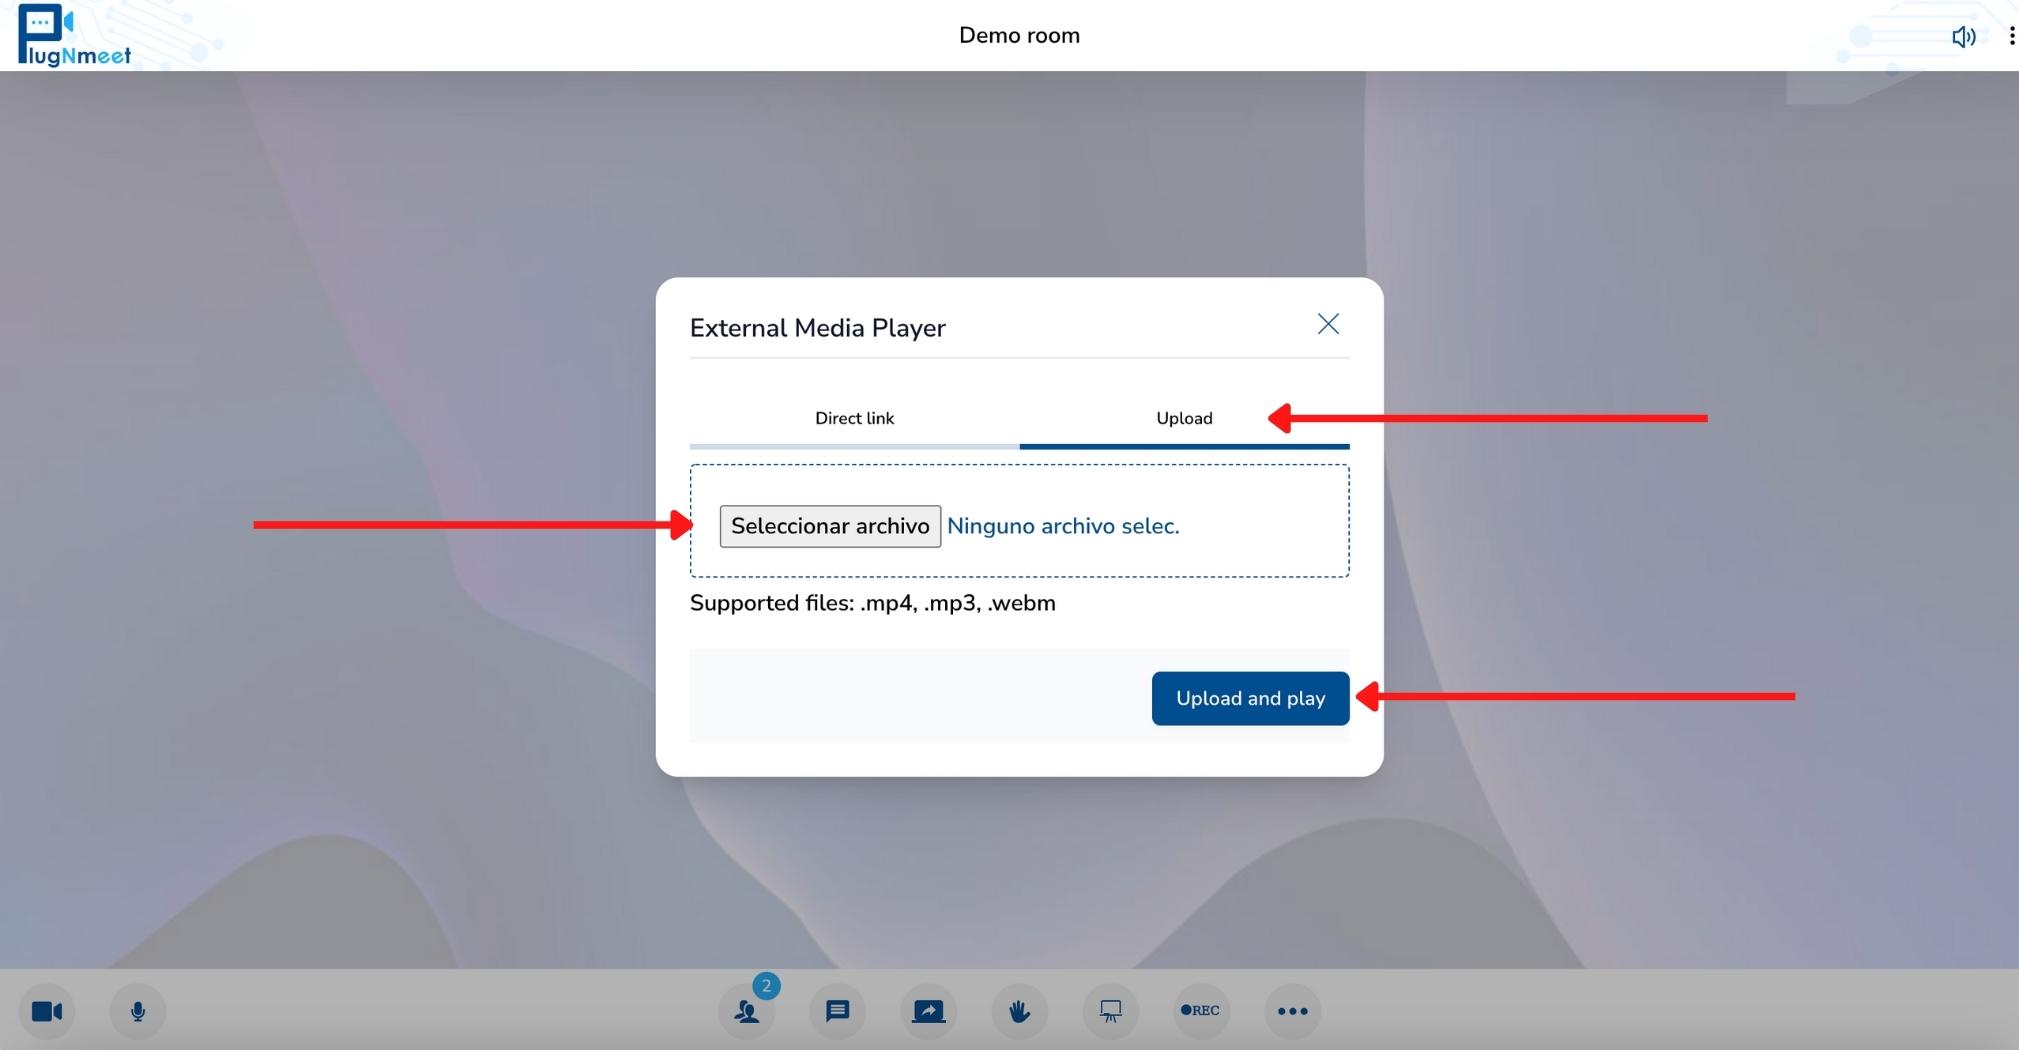 PlugNmeet
Demo room
External Media Player
Direct link
Upload
Seleccionar archivo Ninguno archivo selec.
Supported files: .mp4, .mp3, .webm
Upload and play
2
REC